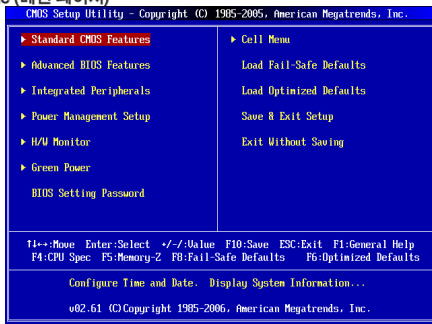 CMOS Setup Utility - Copyright (C) 1985-2005, American Megatrends, Inc.
▶ Standard CMOS Features
▶ Advanced BIOS Features
▶ Integrated Peripherals
▶ Power Management Setup
▶ H/W Monitor
▶ Green Power
BIOS Setting Password
▶ Cell Menu
Load Fail-Safe Defaults
Load Optimized Defaults
Save & Exit Setup
Exit Without Saving
↑↓←→:Move Enter:Select +/-/:Value F10:Save ESC:Exit F1:General Help
F4:CPU Spec F5:Memory-Z F8:Fail-Safe Defaults F6:Optimized Defaults
Configure Time and Date. Display System Information...
v02.61 (C)Copyright 1985-2006, American Megatrends, Inc.